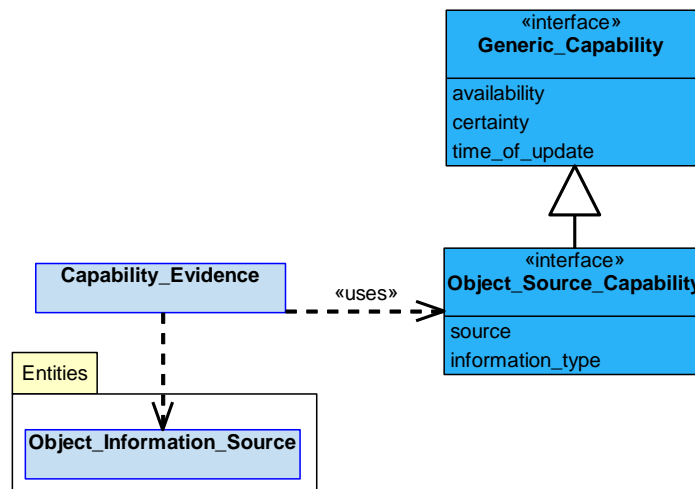 «interface»
Generic_Capability
availability
certainty
time_of_update
«interface»
Object_Source_Capability
source
information_type
Capability_Evidence
«uses»
Entities
Object_Information_Source